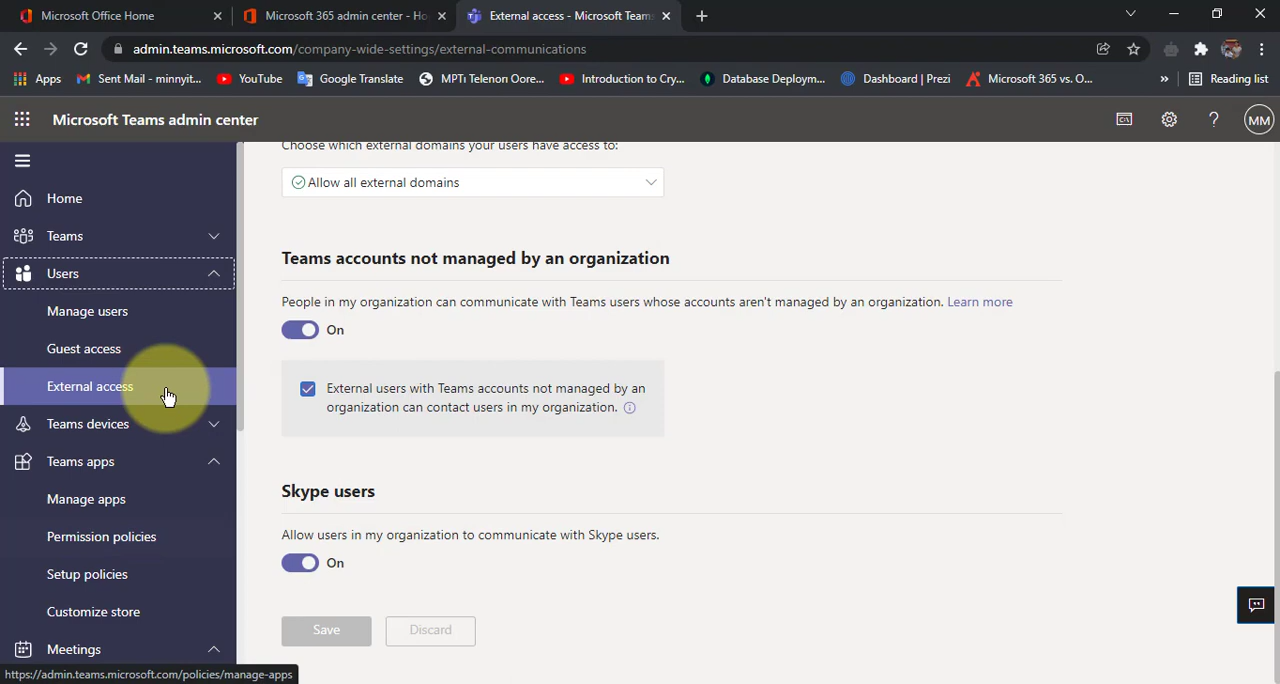 Microsoft Office Home
Microsoft 365 admin center - Ho
External access - Microsoft Teams
admin.teams.microsoft.com/company-wide-settings/external-communications
Apps
Sent Mail - minnyit...
YouTube
Google Translate
MPTi Telenon Oore...
Introduction to Cry...
Database Deploym...
Dashboard | Prezi
Microsoft 365 vs. O...
»
Reading list
Microsoft Teams admin center
?
MM
Home
Teams
Users
Manage users
Guest access
External access
Teams devices
Teams apps
Manage apps
Permission policies
Setup policies
Customize store
Meetings
https://admin.teams.microsoft.com/policies/manage-apps
Choose which external domains your users have access to:
Allow all external domains
Teams accounts not managed by an organization
People in my organization can communicate with Teams users whose accounts aren't managed by an organization. Learn more
On
External users with Teams accounts not managed by an
organization can contact users in my organization.
Skype users
Allow users in my organization to communicate with Skype users.
On
Save
Discard